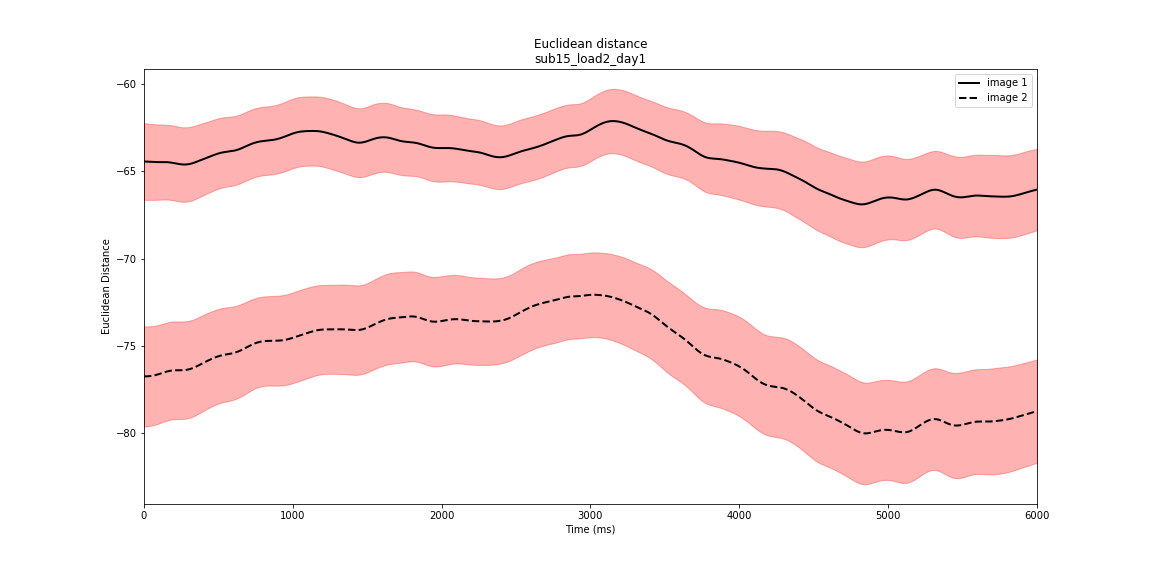 Euclidean distance
sub15_load2_day1
image 1
image 2
Euclidean Distance
−60
−65
−70
−75
−80
0
1000
2000
3000
4000
5000
6000
Time (ms)